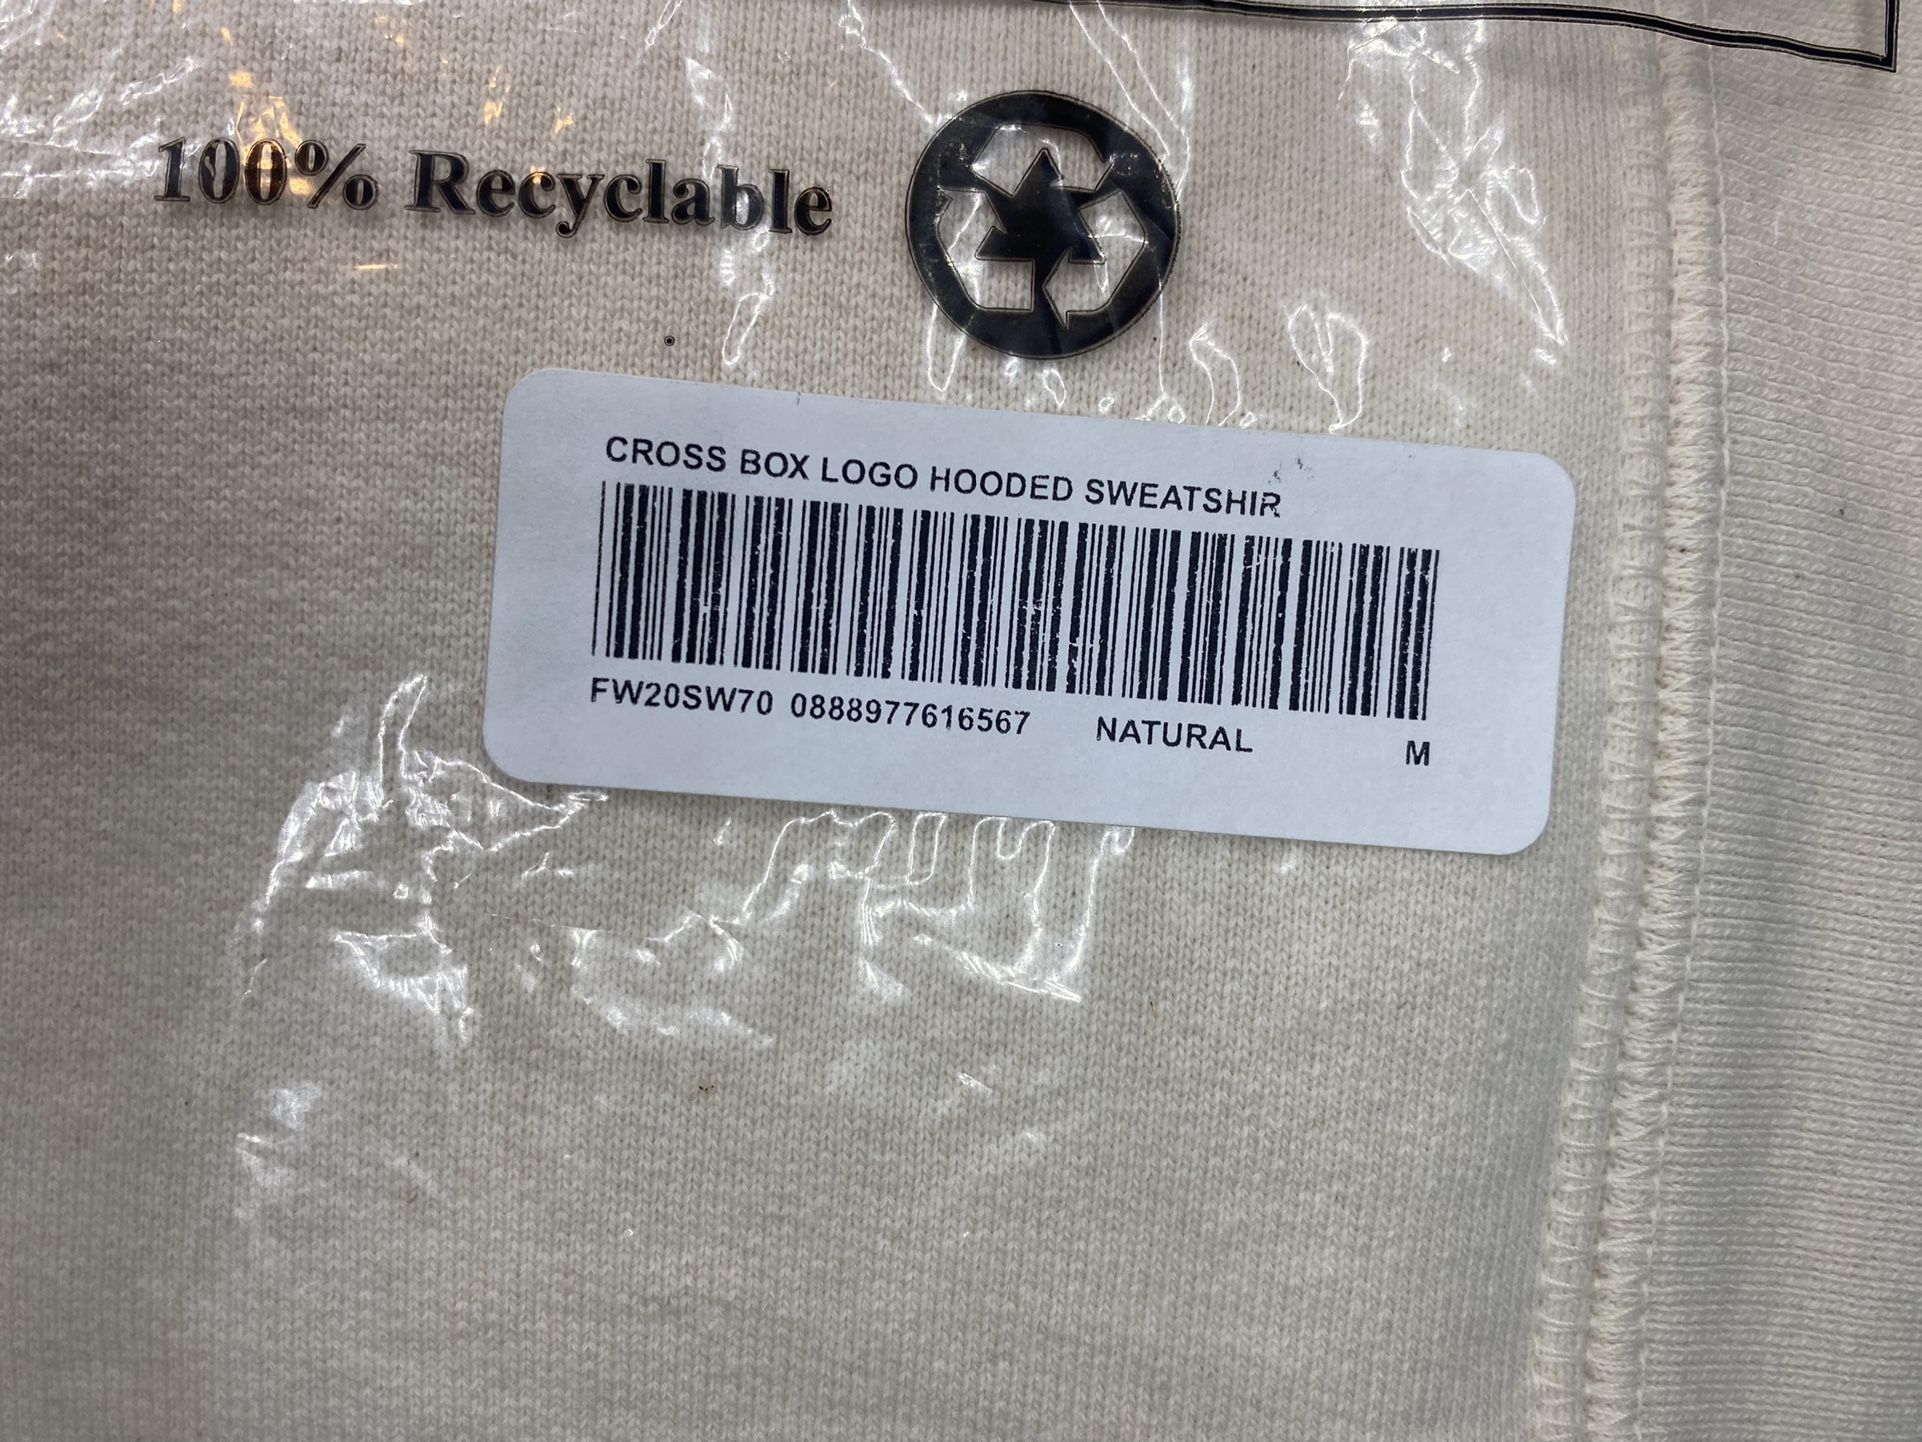 100% Recyclable
CROSS BOX LOGO HOODED SWEATSHIR
FW20SW70 0888977616567 NATURAL M